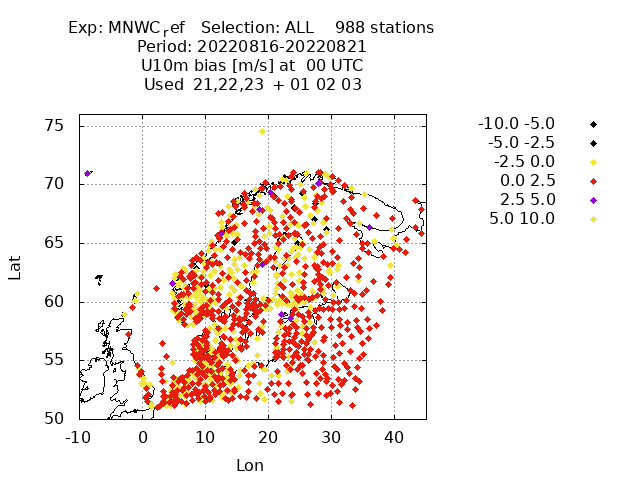 Exp: MNWC_ref   Selection: ALL    988 stations
Period: 20220816-20220821
U10m bias [m/s] at  00 UTC
Used  21,22,23  + 01 02 03
-10.0 -5.0
-5.0 -2.5
-2.5 0.0
0.0 2.5
2.5 5.0
5.0 10.0
75
70
65
60
55
50
Lat
-10 0 10 20 30 40
Lon